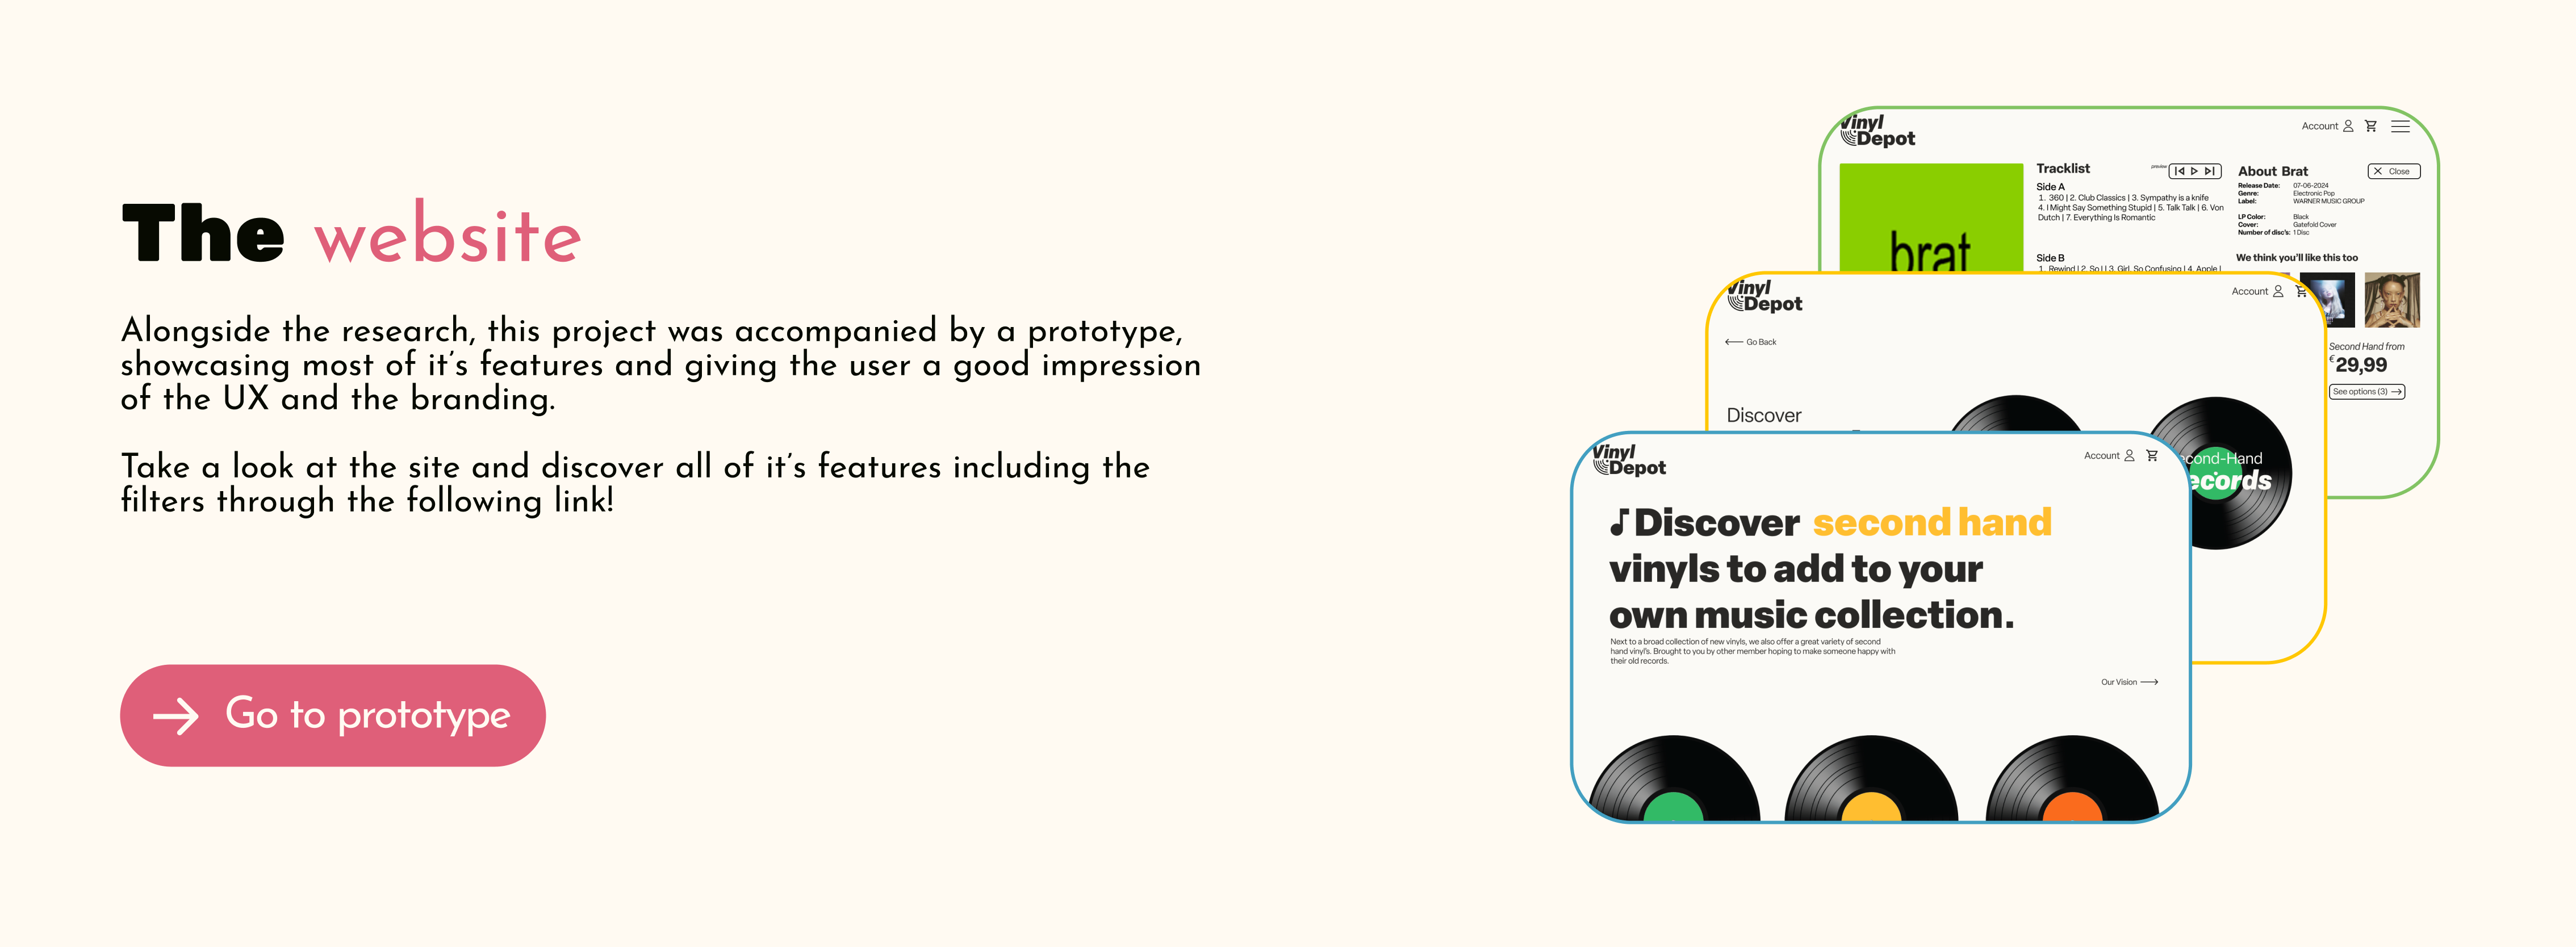 The website
Alongside the research, this project was accompanied by a prototype,
showcasing most of it's features and giving the user a good impression
of the UX and the branding.
Take a look at the site and discover all of it's features including the
filters through the following link!
Go to prototype
Vinyl
Depot
Account
brat
Tracklist
preview
Side A
1. 360 | 2. Club Classics | 3. Sympathy is a knife
4. I Might Say Something Stupid | 5. Talk Talk | 6. Von
Dutch | 7. Everything Is Romantic
Side B
1. Rewind | 2. So I | 3. Girl, So Confusing | 4. Apple |
About Brat
Close
Release Date: 07-06-2024
Genre: Electronic Pop
Label: WARNER MUSIC GROUP
LP Color: Black
Cover: Gatefold Cover
Number of disc's: 1 Disc
We think you'll like this too
Second Hand from
€29,99
See options (3)
Vinyl
Depot
Account
Go Back
Discover
cond-Hand
ecords
Vinyl
Depot
Account
Discover second hand
vinyls to add to your
own music collection.
Next to a broad collection of new vinyls, we also offer a great variety of second
hand vinyl's. Brought to you by other member hoping to make someone happy with
their old records.
Our Vision